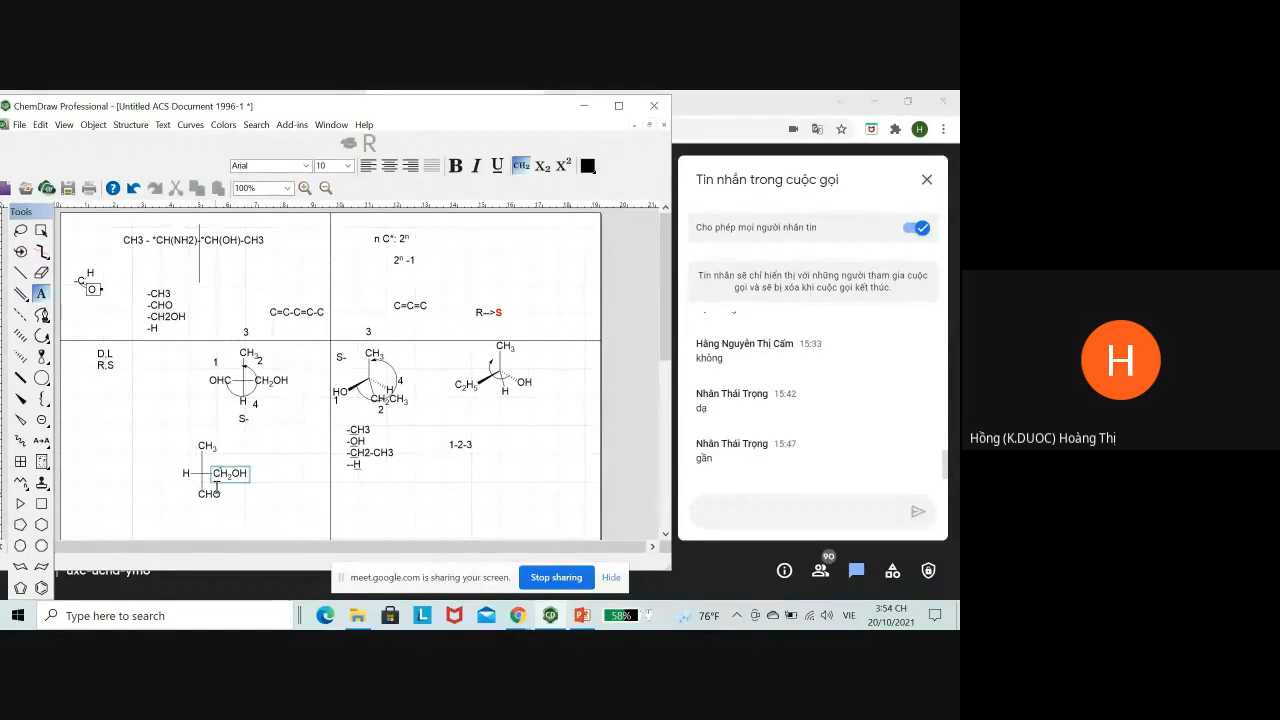 ChemDraw Professional - [Untitled ACS Document 1996-1 *]
File Edit View Object Structure Text Curves Colors Search Add-ins Window Help
R
Arial 10 B I U CH2 X2 X2
100%
Tools
CH3 - *CH(NH2)-*CH(OH)-CH3
n C*: 2n
2n -1
H
-C
O
-CH3
-CHO
-CH2OH
-H
C=C-C=C-C
C=C=C
R-->S
3
3
D,L
R,S
1
CH3
2
OHC
CH2OH
H
4
S-
S-
CH3
4
HO
H
1
CH2CH3
2
CH3
C2H5
OH
H
-CH3
-OH
-CH2-CH3
--H
1-2-3
CH3
H
CH2OH
CHO
Tin nhắn trong cuộc gọi
Cho phép mọi người nhắn tin
Tin nhắn sẽ chỉ hiển thị với những người tham gia cuộc
gọi và sẽ bị xóa khi cuộc gọi kết thúc.
Hằng Nguyễn Thị Cẩm 15:33
không
Nhân Thái Trọng 15:42
dạ
Nhân Thái Trọng 15:47
gần
90
H
H
Hồng (K.DUOC) Hoàng Thị
meet.google.com is sharing your screen.
Stop sharing
Hide
Type here to search
58%
76°F
VIE
3:54 CH
20/10/2021